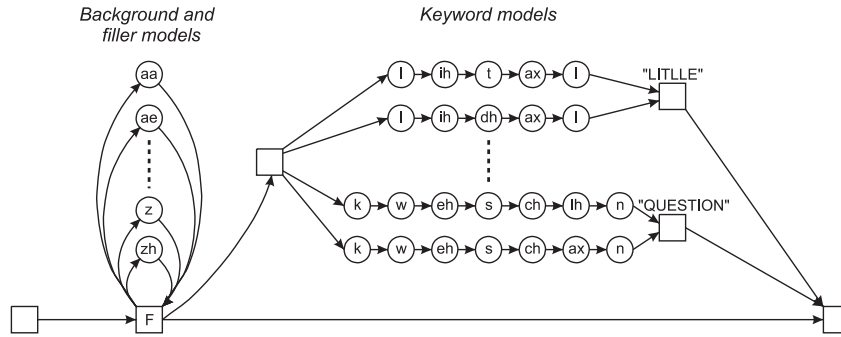 Background and
filler models
Keyword models
aa
ae
z
zh
F
l ih t ax l
"LITLLE"
l ih dh ax l
k w eh s ch Ih n
"QUESTION"
k w eh s ch ax n